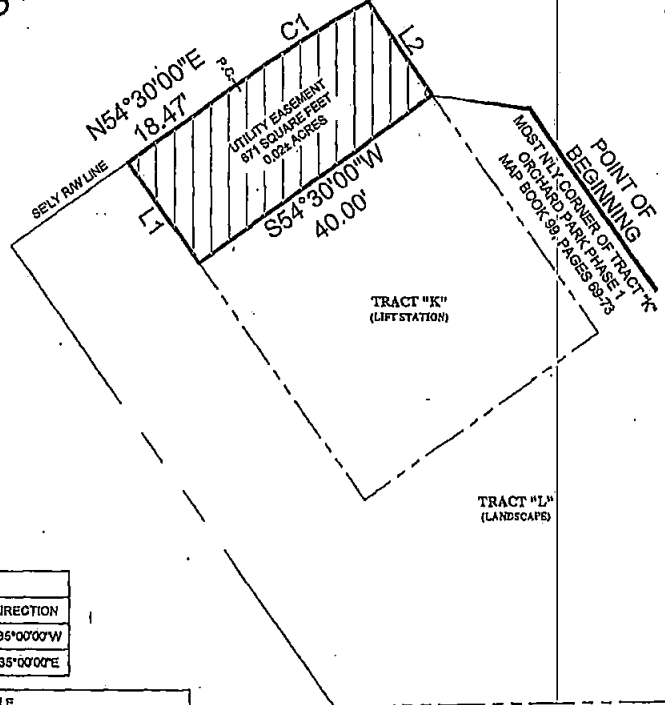 C1
L2
N54°30'00"E
18.47'
P.C.
UTILITY EASEMENT
671 SQUARE FEET
0.02± ACRES
SELY R/W LINE
L1
S54°30'00"W
40.00'
POINT OF
BEGINNING
MOST N'LY CORNER OF TRACT "K"
ORCHARD PARK PHASE 1
MAP BOOK 99, PAGES 69-73
TRACT "K"
(LIFT STATION)
TRACT "L"
(LANDSCAPE)
IRECTION
35°00'00"W
35°00'00"E